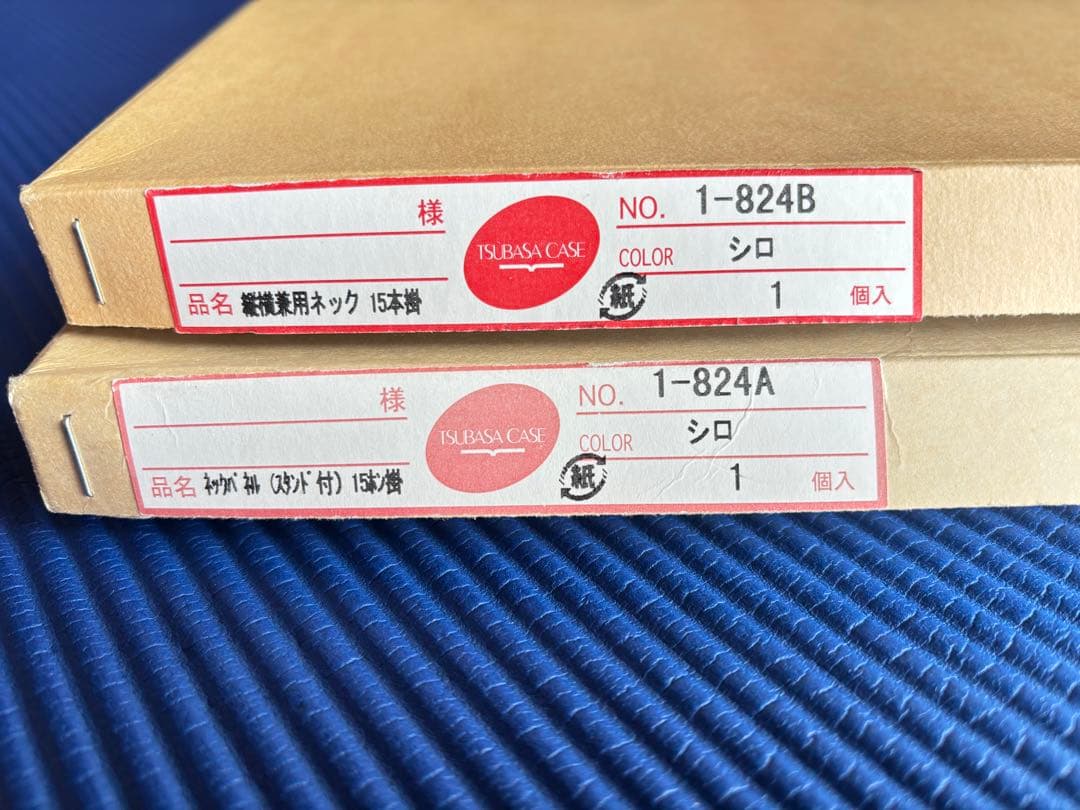 様
TSUBASA CASE
NO. 1-824B
COLOR シロ
紙
1 個入
品名 縦横兼用ネック 15本掛
様
TSUBASA CASE
NO. 1-824A
COLOR シロ
紙
1 個入
品名 ﾈｯｸﾊﾟﾈﾙ (ｽﾀﾝﾄﾞ付) 15本掛